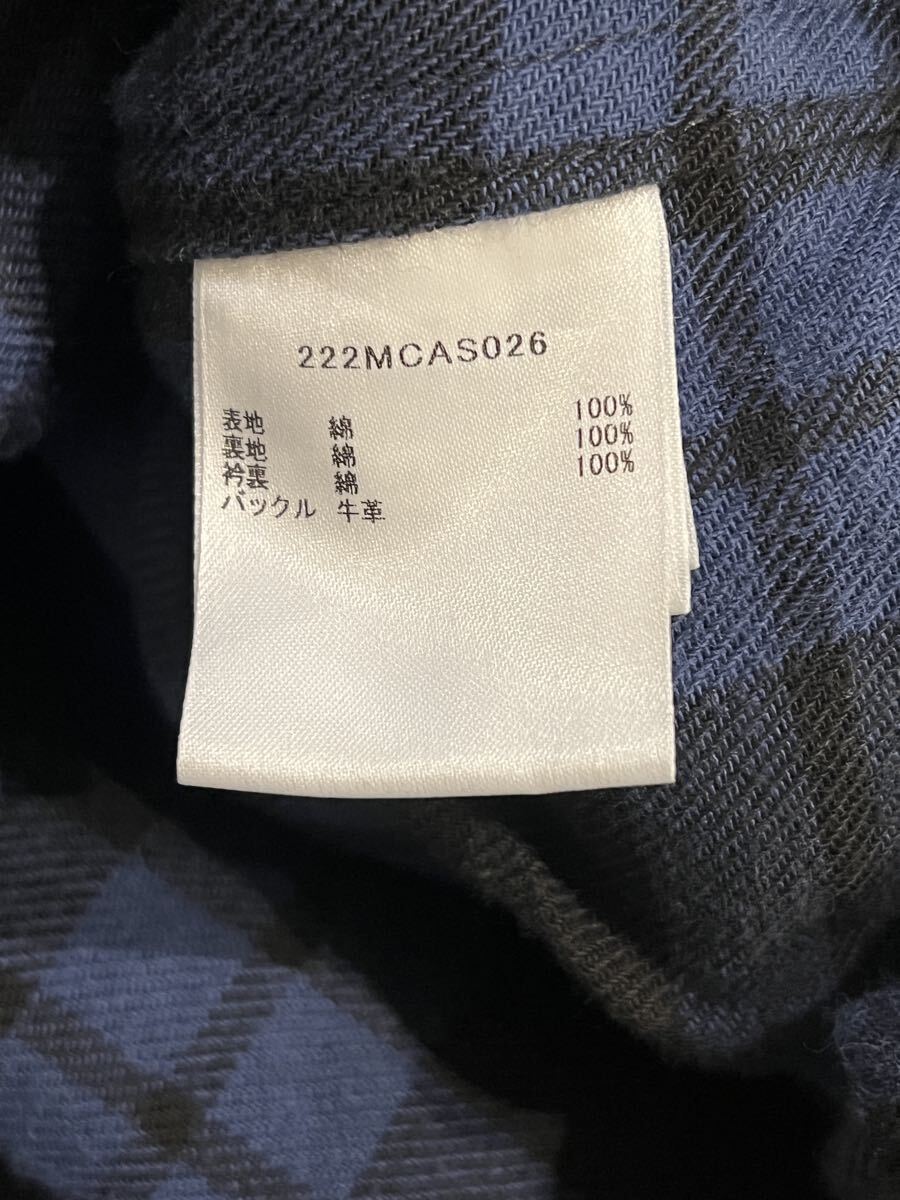 222MCAS026
表地 綿 100%
裏地 綿 100%
衿裏 綿 100%
バックル 牛革